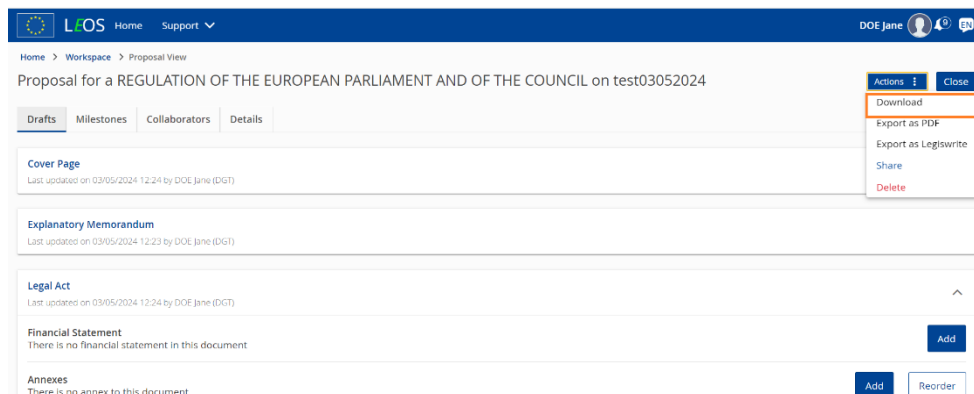 LEOS Home Support DOE Jane 9 EN
Home > Workspace > Proposal View
Proposal for a REGULATION OF THE EUROPEAN PARLIAMENT AND OF THE COUNCIL on test03052024
Actions Close
Download
Export as PDF
Export as Legiswrite
Share
Delete
Drafts Milestones Collaborators Details
Cover Page
Last updated on 03/05/2024 12:24 by DOE Jane (DGT)
Explanatory Memorandum
Last updated on 03/05/2024 12:23 by DOE Jane (DGT)
Legal Act
Last updated on 03/05/2024 12:24 by DOE Jane (DGT)
Financial Statement
There is no financial statement in this document
Add
Annexes
There is no annex to this document
Add Reorder